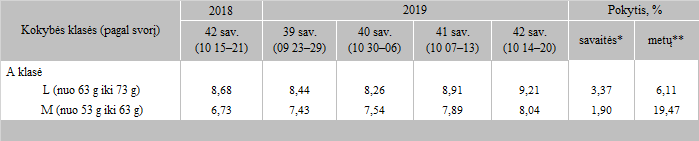 Kokybės klasės (pagal svorį) 2018 2019 Pokytis, %
42 sav. (10 15–21) 39 sav. (09 23–29) 40 sav. (10 30–06) 41 sav. (10 07–13) 42 sav. (10 14–20) savaitės* metų**
A klasė
L (nuo 63 g iki 73 g) 8,68 8,44 8,26 8,91 9,21 3,37 6,11
M (nuo 53 g iki 63 g) 6,73 7,43 7,54 7,89 8,04 1,90 19,47